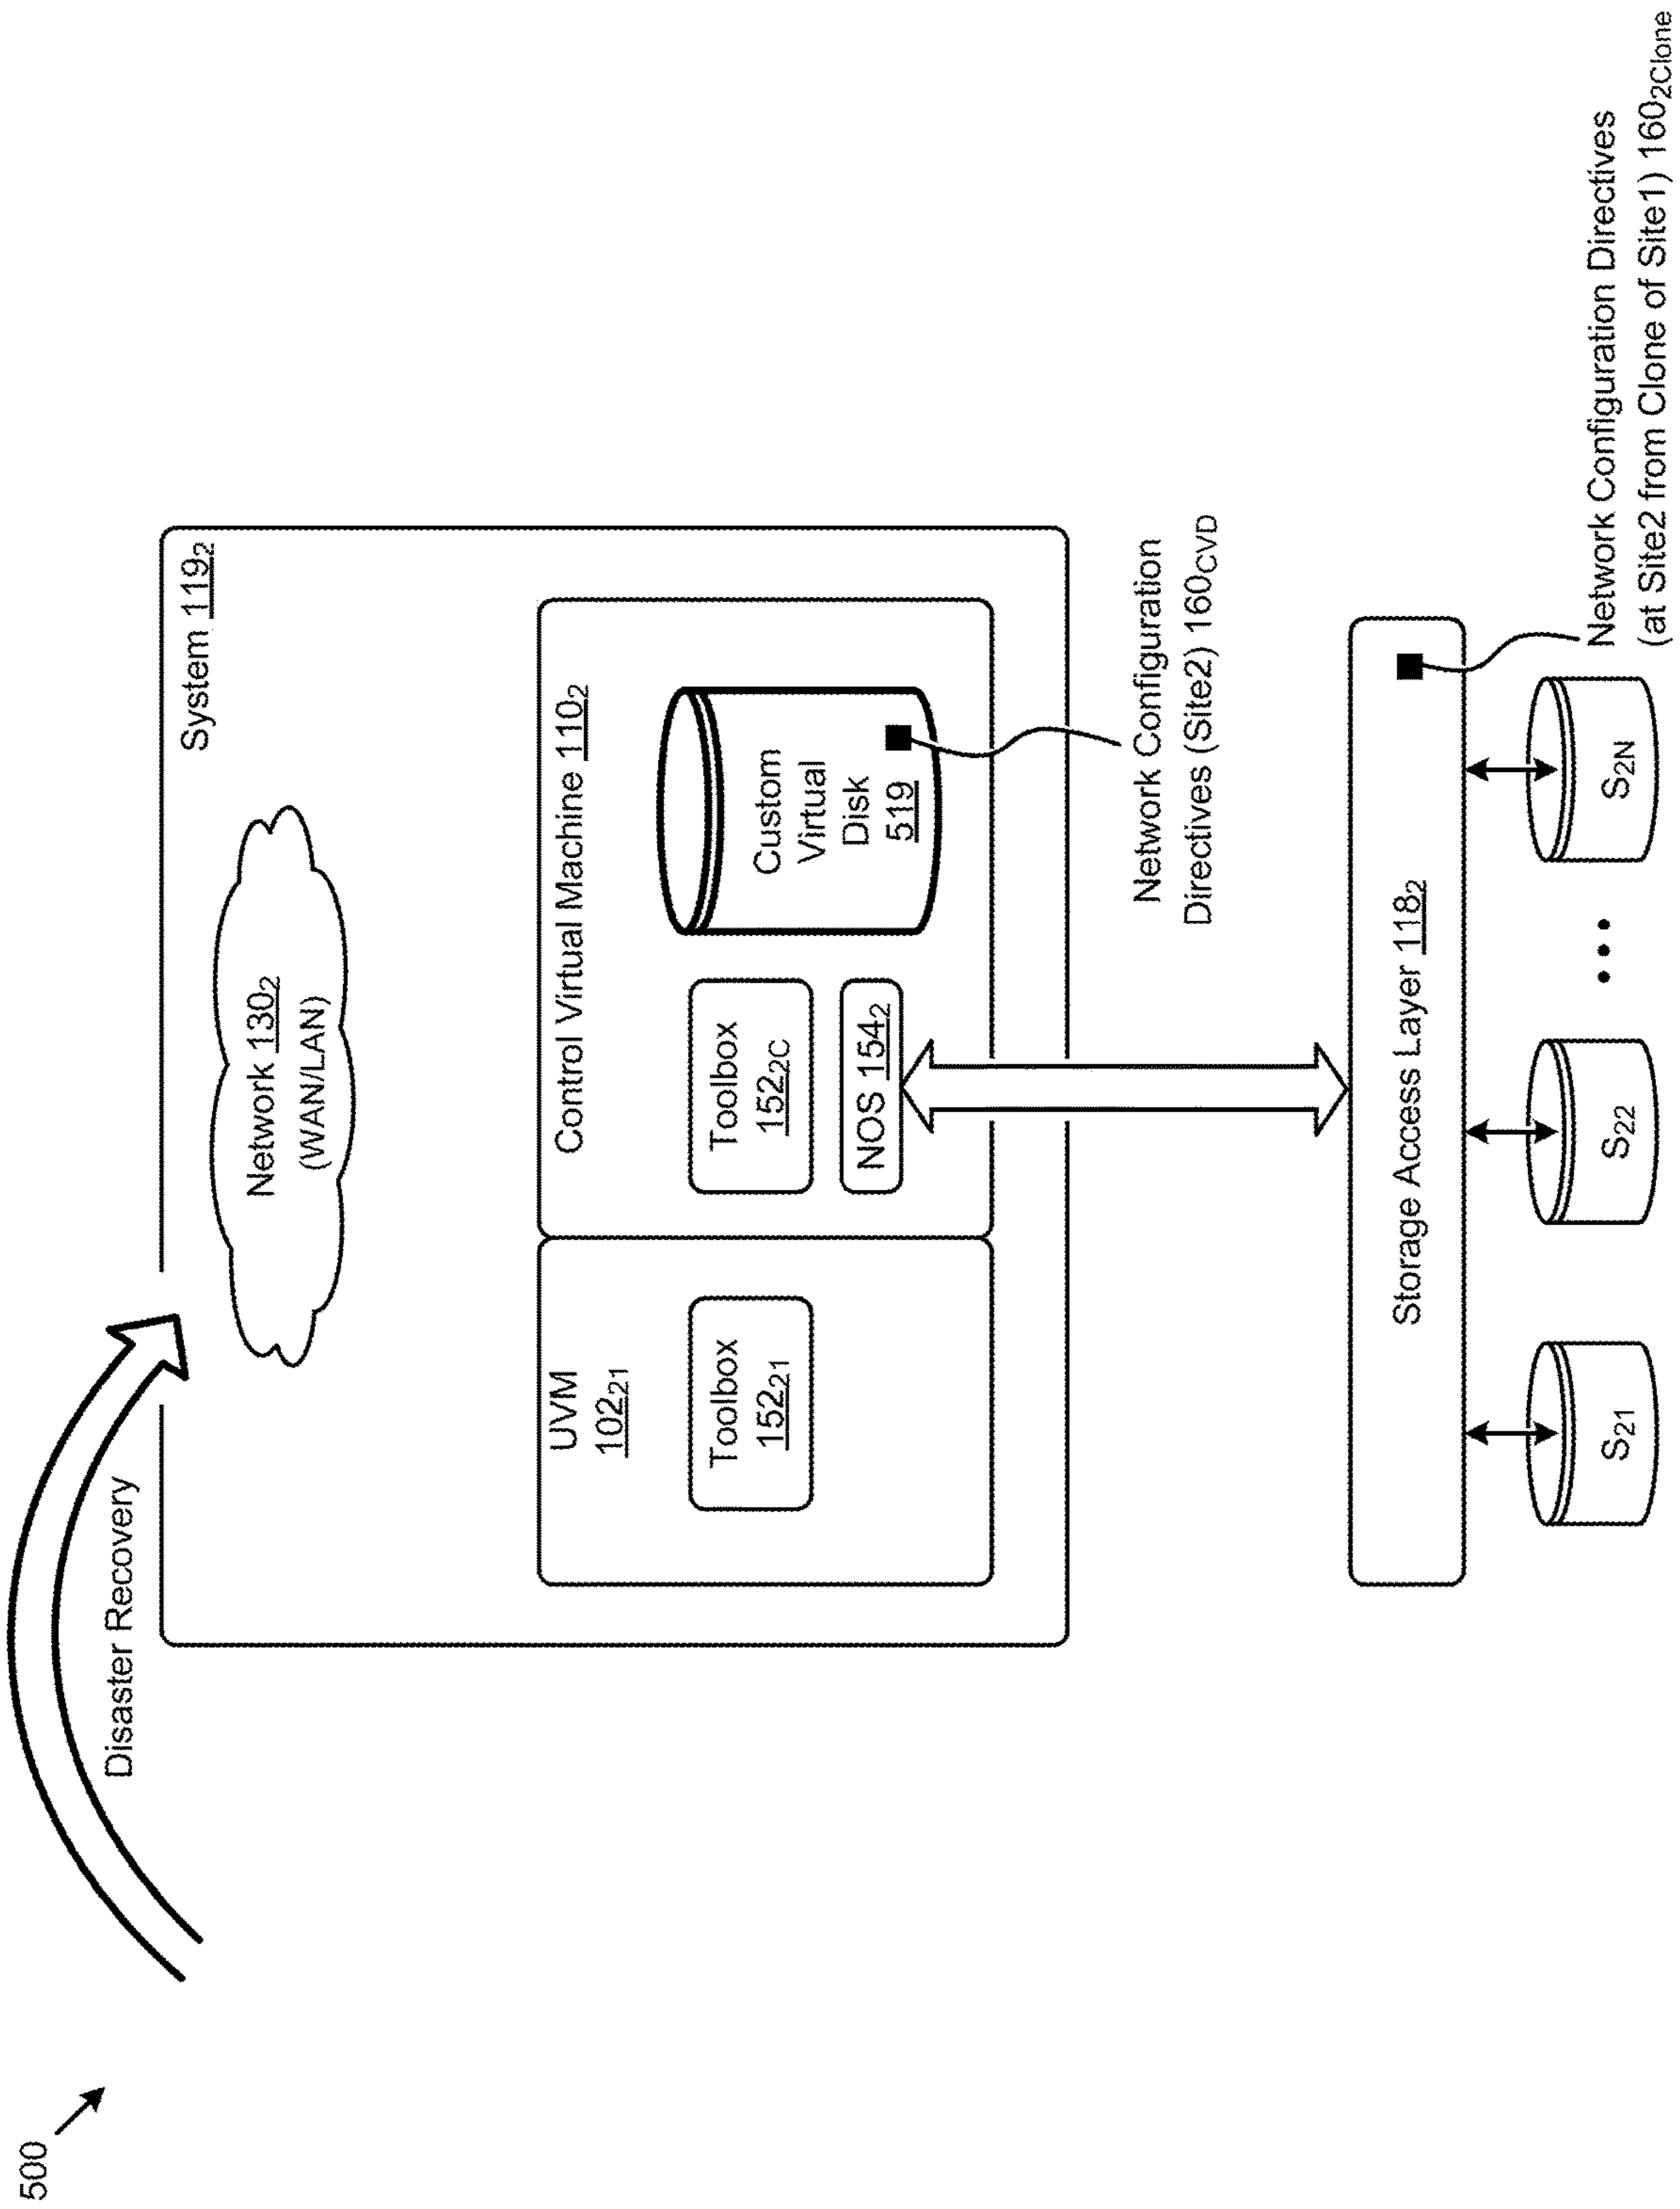 500
Disaster Recovery
System 119₂
Network 130₂
(WAN/LAN)
UVM
102₂₁
Toolbox
152₂₁
Control Virtual Machine 110₂
Toolbox
152₂C
NOS 154₂
Custom
Virtual
Disk
519
Network Configuration
Directives (Site2) 160CVD
Storage Access Layer 118₂
Network Configuration Directives
(at Site2 from Clone of Site1) 160₂Clone
S₂₁
S₂₂
...
S₂N